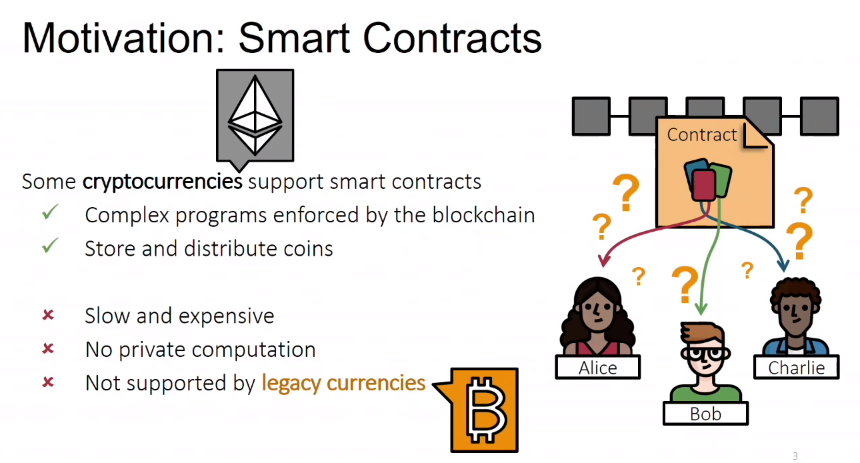 Motivation: Smart Contracts
Some cryptocurrencies support smart contracts
✓ Complex programs enforced by the blockchain
✓ Store and distribute coins
✘ Slow and expensive
✘ No private computation
✘ Not supported by legacy currencies
Contract
? ? ? ? ? ? ?
Alice
Bob
Charlie
3